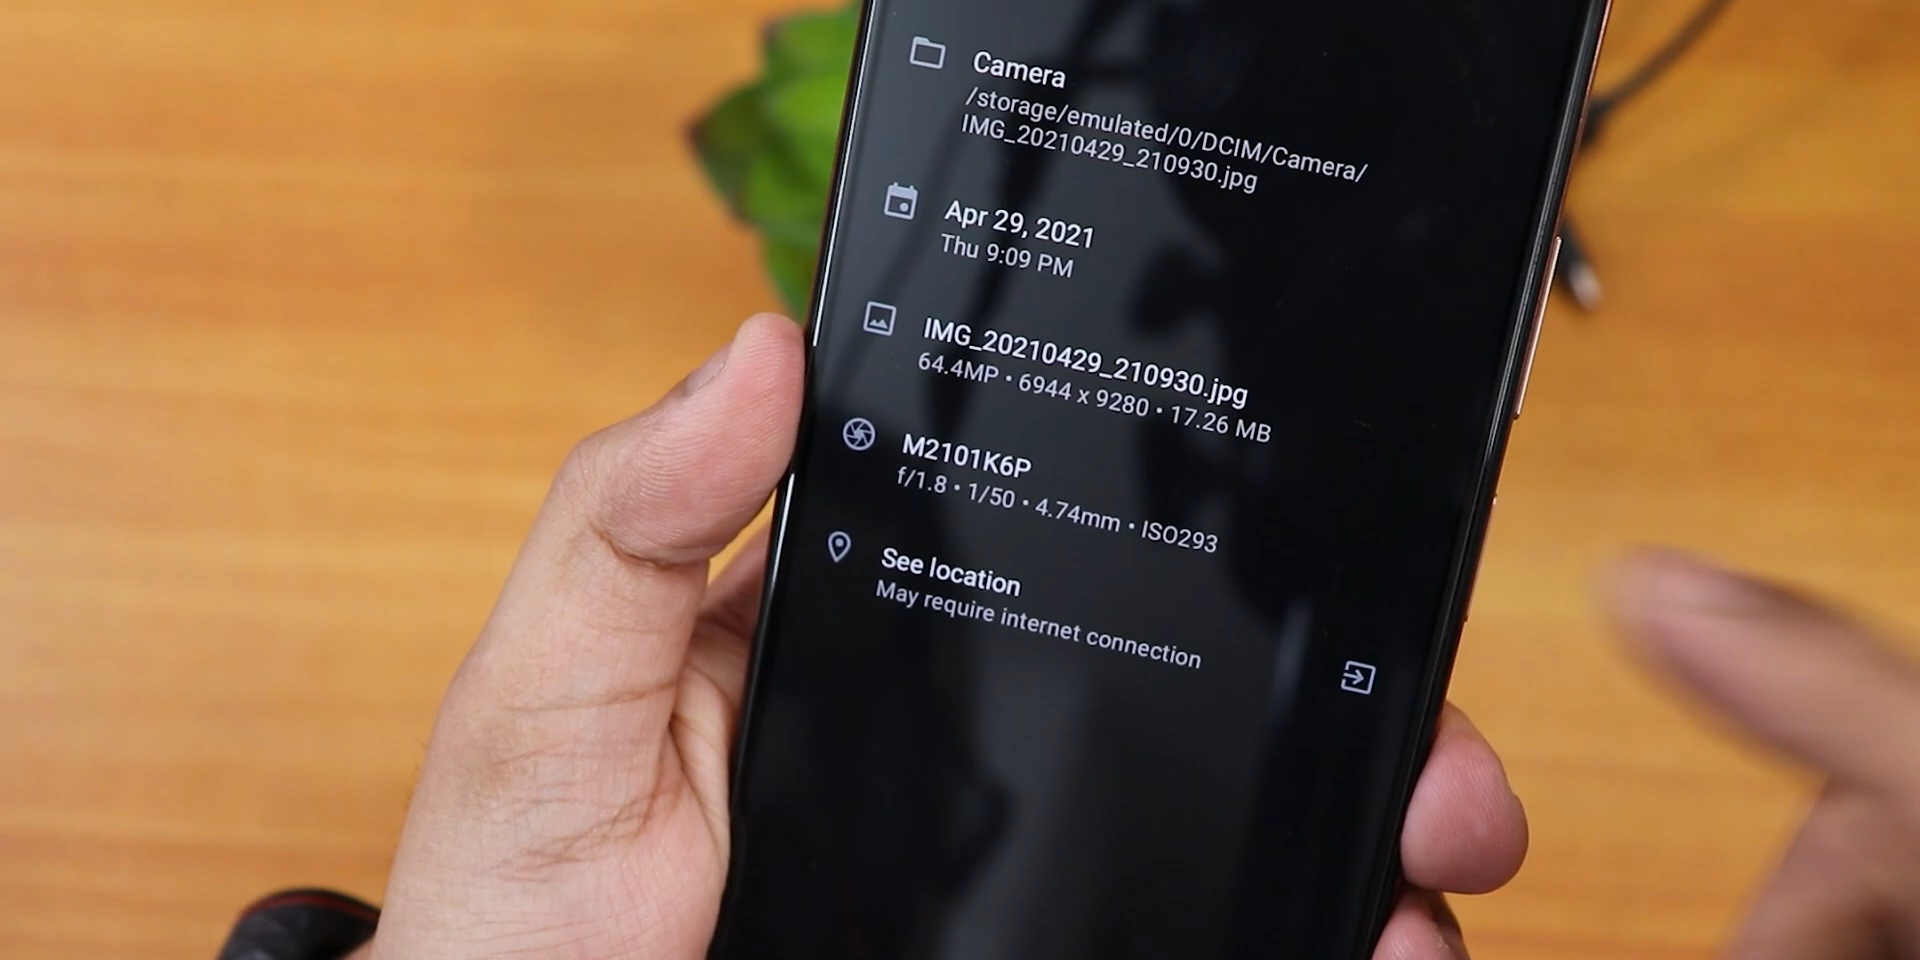 Camera
/storage/emulated/0/DCIM/Camera/
IMG_20210429_210930.jpg
Apr 29, 2021
Thu 9:09 PM
IMG_20210429_210930.jpg
64.4MP • 6944 x 9280 • 17.26 MB
M2101K6P
f/1.8 • 1/50 • 4.74mm • ISO293
See location
May require internet connection